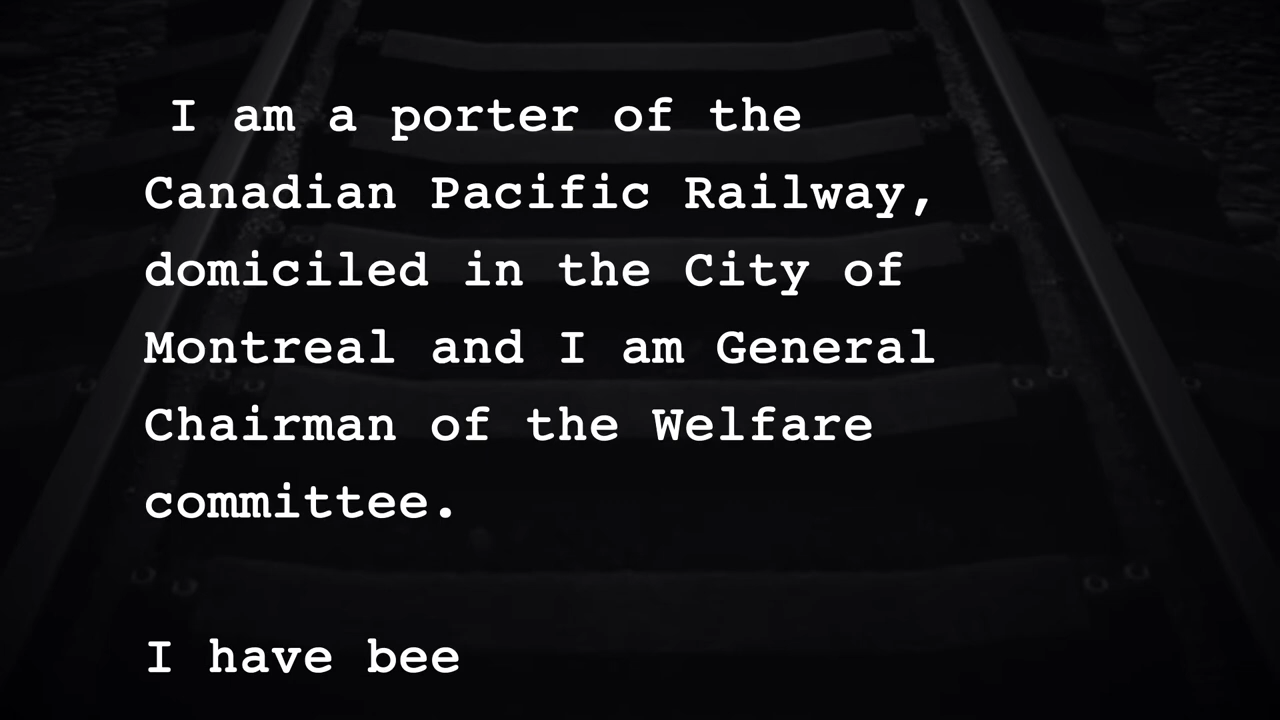 I am a porter of the
Canadian Pacific Railway,
domiciled in the City of
Montreal and I am General
Chairman of the Welfare
committee.
I have bee